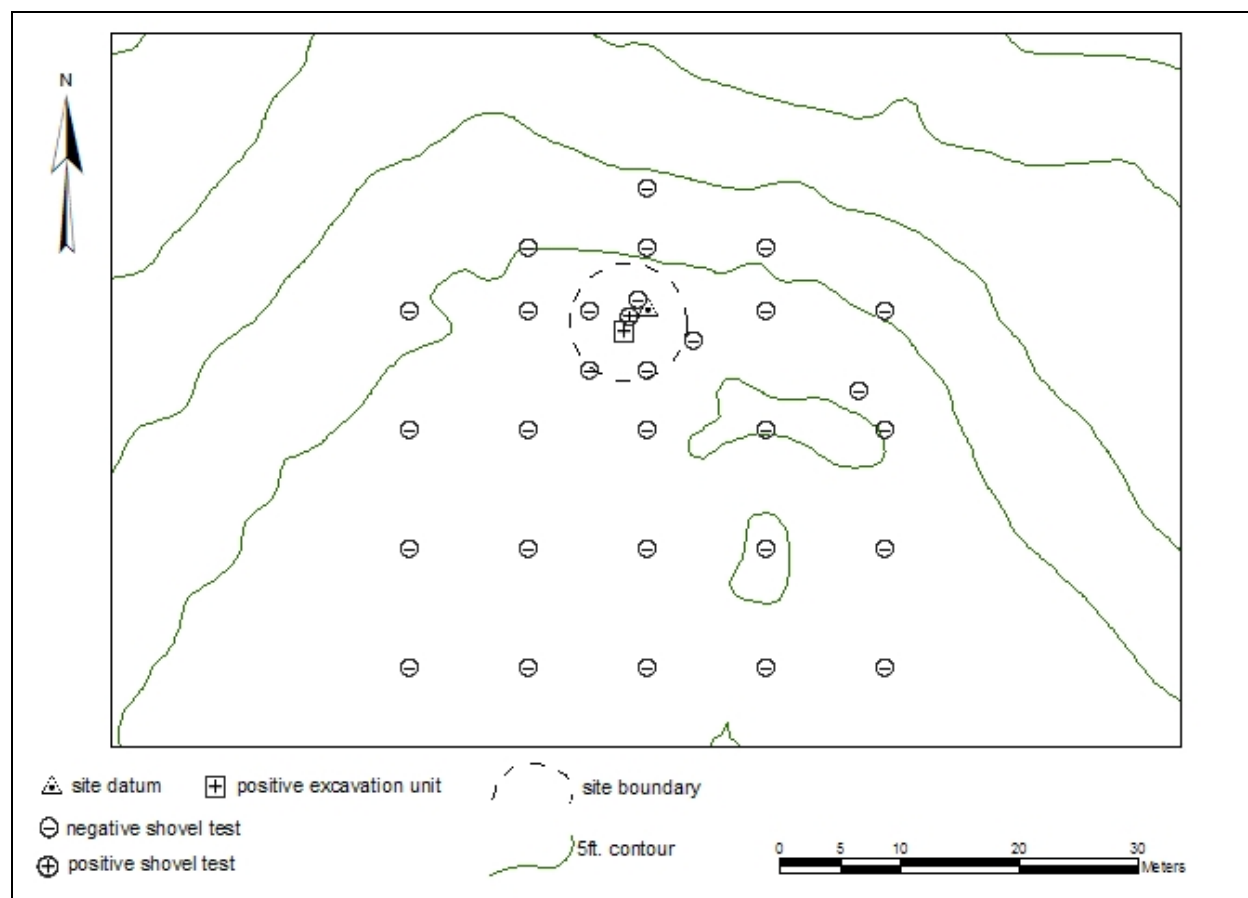 N
site datum
positive excavation unit
site boundary
negative shovel test
positive shovel test
5ft. contour
0 5 10 20 30
Meters